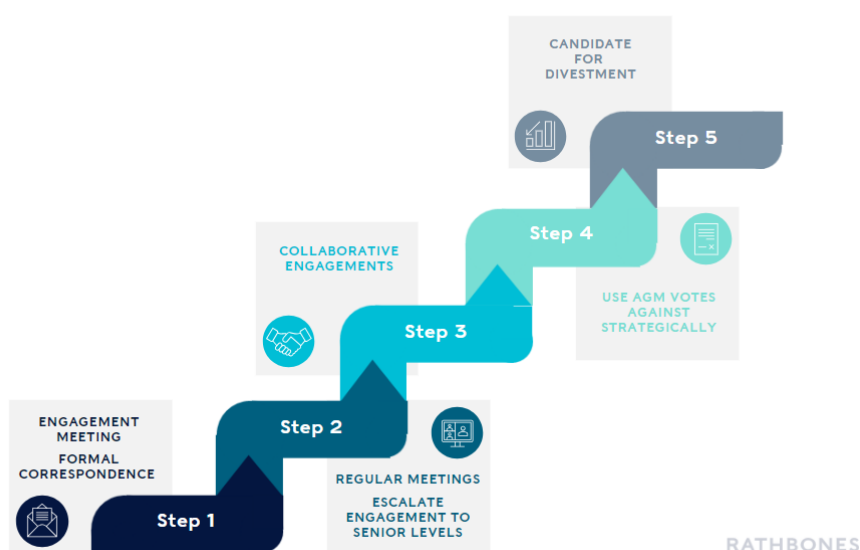 CANDIDATE
FOR
DIVESTMENT
Step 5
Step 4
USE AGM VOTES
AGAINST
STRATEGICALLY
COLLABORATIVE
ENGAGEMENTS
Step 3
ENGAGEMENT
MEETING
FORMAL
CORRESPONDENCE
Step 2
REGULAR MEETINGS
ESCALATE
ENGAGEMENT TO
SENIOR LEVELS
Step 1
RATHBONES